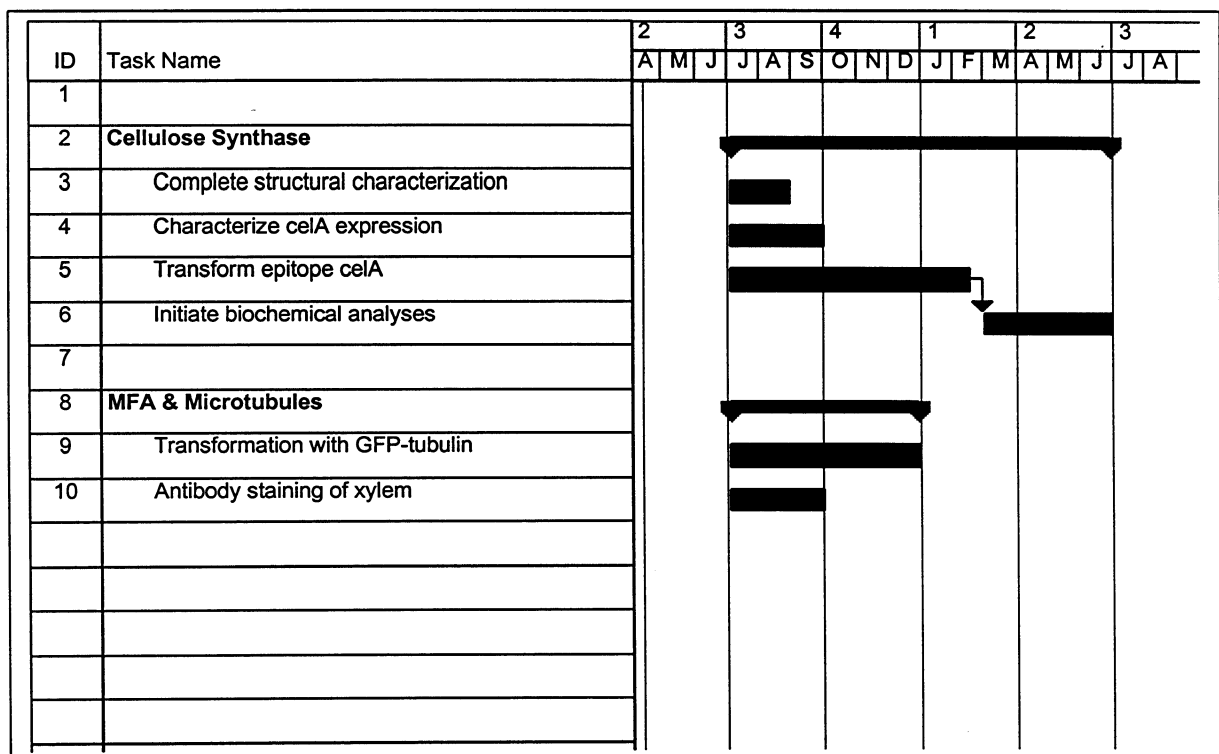 2 3 4 1 2 3
ID Task Name A M J J A S O N D J F M A M J J A
1
2 Cellulose Synthase
3 Complete structural characterization
4 Characterize celA expression
5 Transform epitope celA
6 Initiate biochemical analyses
7
8 MFA & Microtubules
9 Transformation with GFP-tubulin
10 Antibody staining of xylem